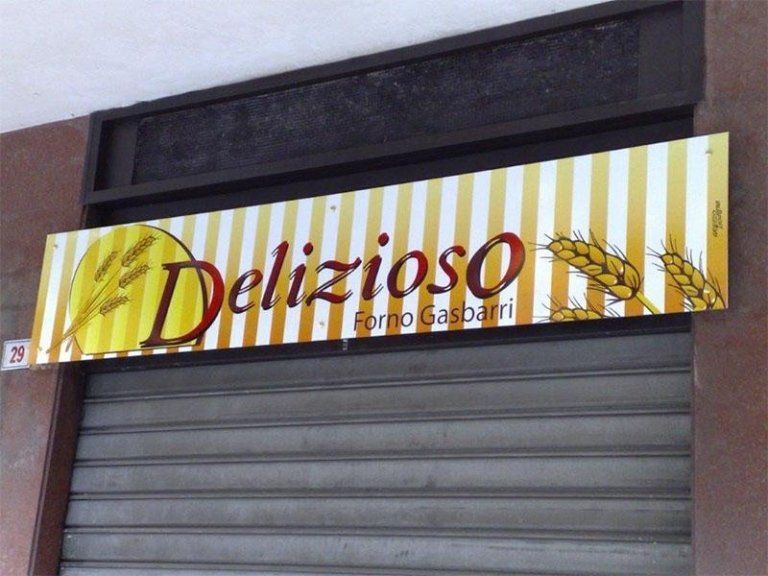 Delizioso
Forno Gasbarri
29